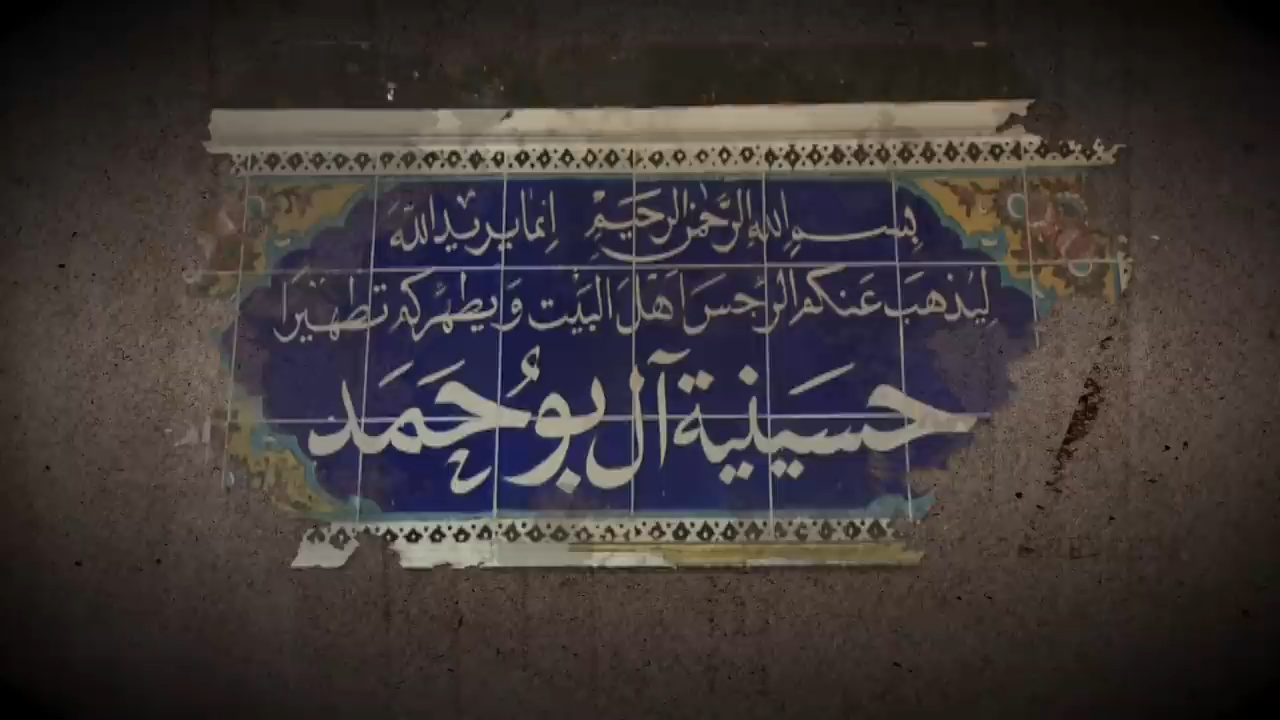 بسم الله الرحمن الرحيم إنما يريد الله
ليذهب عنكم الرجس أهل البيت ويطهركم تطهيرا
حسينية آل بوحمد